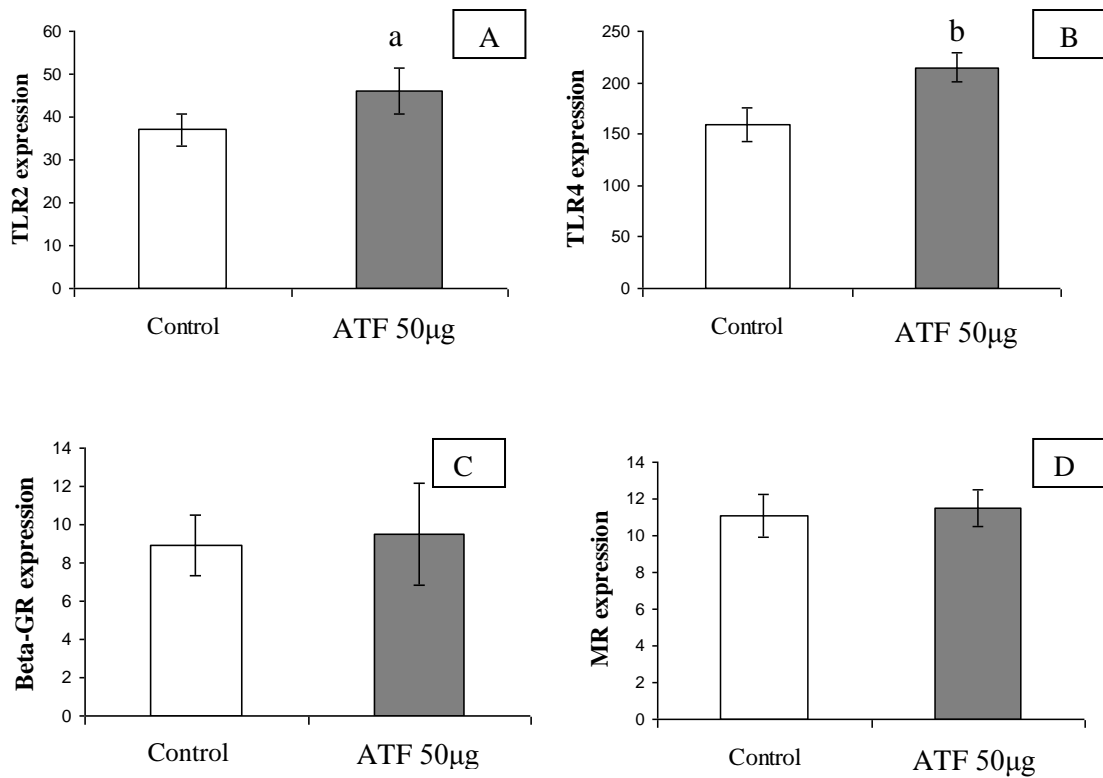 A
a
TLR2 expression
60
50
40
30
20
10
0
Control
ATF 50μg
B
b
TLR4 expression
250
200
150
100
50
0
Control
ATF 50μg
C
Beta-GR expression
14
12
10
8
6
4
2
0
Control
ATF 50μg
D
MR expression
14
12
10
8
6
4
2
0
Control
ATF 50μg